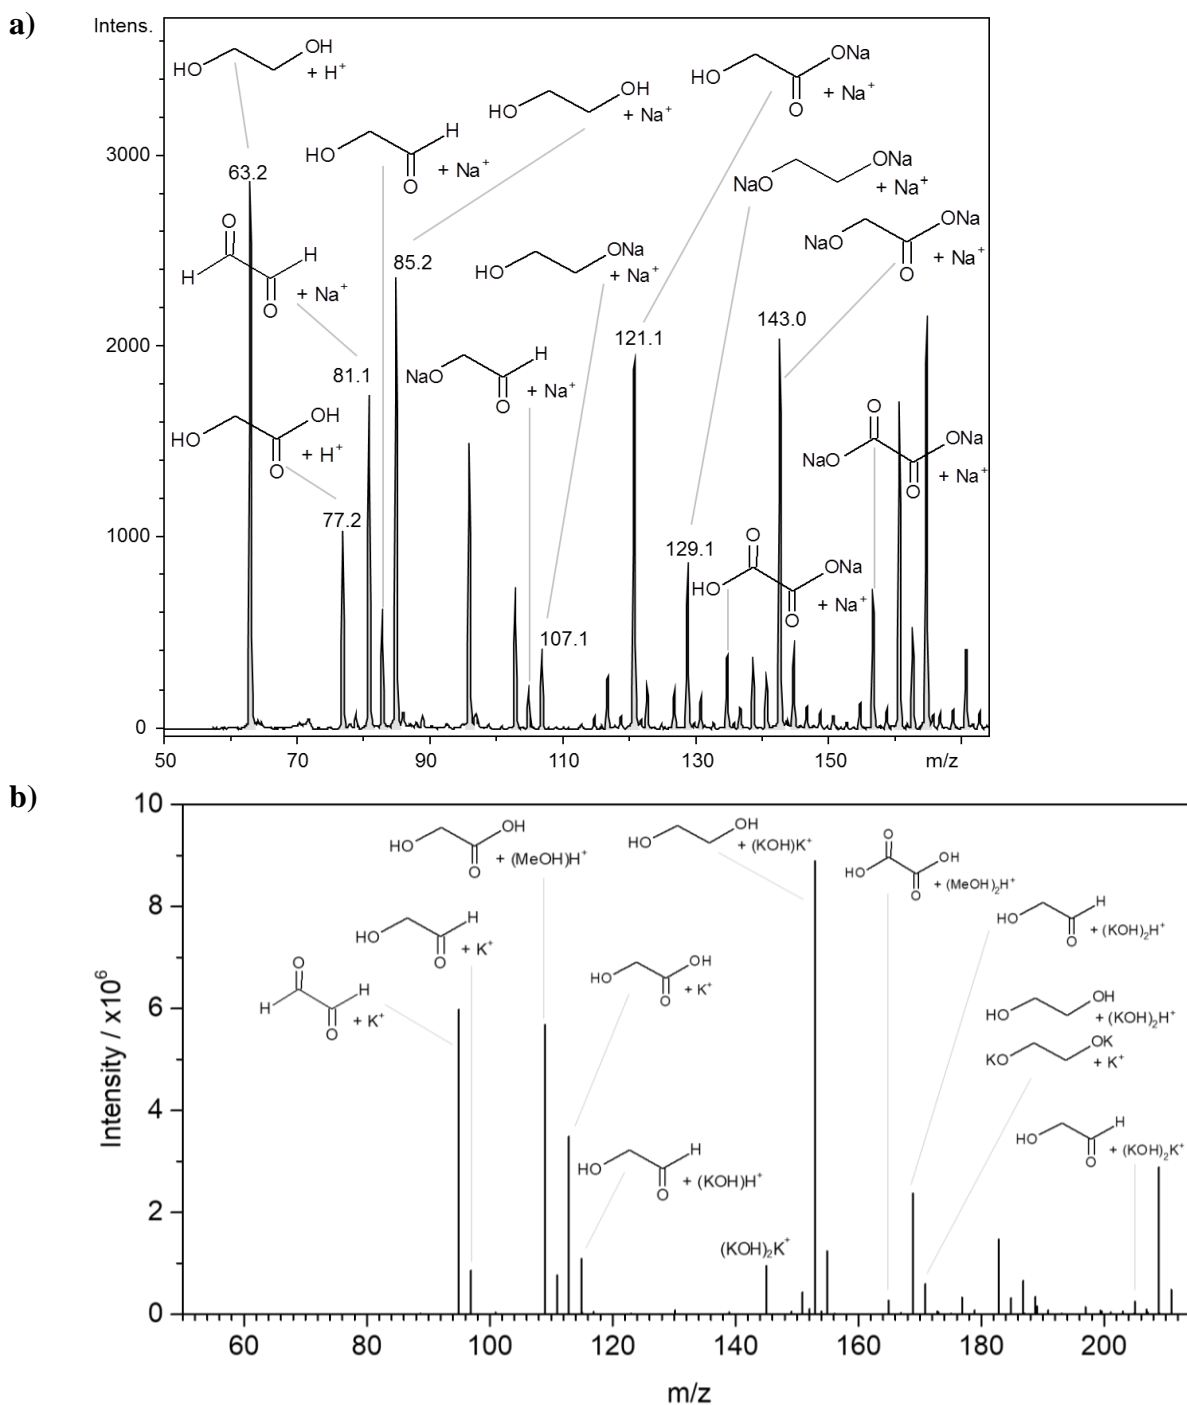 a)
Intens.
3000
2000
1000
0
50
70
90
110
130
150
m/z
HO
OH
+ H⁺
63.2
HO
H
O
+ Na⁺
HO
OH
+ Na⁺
85.2
HO
ONa
O
+ Na⁺
121.1
NaO
ONa
+ Na⁺
129.1
NaO
ONa
O
+ Na⁺
143.0
O
H
H
O
+ Na⁺
81.1
HO
ONa
+ Na⁺
107.1
NaO
H
O
+ Na⁺
HO
OH
O
+ H⁺
77.2
O
NaO
ONa
O
+ Na⁺
O
HO
ONa
O
+ Na⁺
b)
Intensity / x10⁶
10
8
6
4
2
0
60
80
100
120
140
160
180
200
m/z
HO
OH
O
+ (MeOH)H⁺
HO
OH
+ (KOH)K⁺
O
HO
OH
O
+ (MeOH)₂H⁺
HO
H
O
+ (KOH)₂H⁺
HO
H
O
+ K⁺
O
H
H
O
+ K⁺
HO
OH
O
+ K⁺
HO
OH
+ (KOH)₂H⁺
KO
OK
+ K⁺
HO
H
O
+ (KOH)H⁺
HO
H
O
+ (KOH)₂K⁺
(KOH)₂K⁺